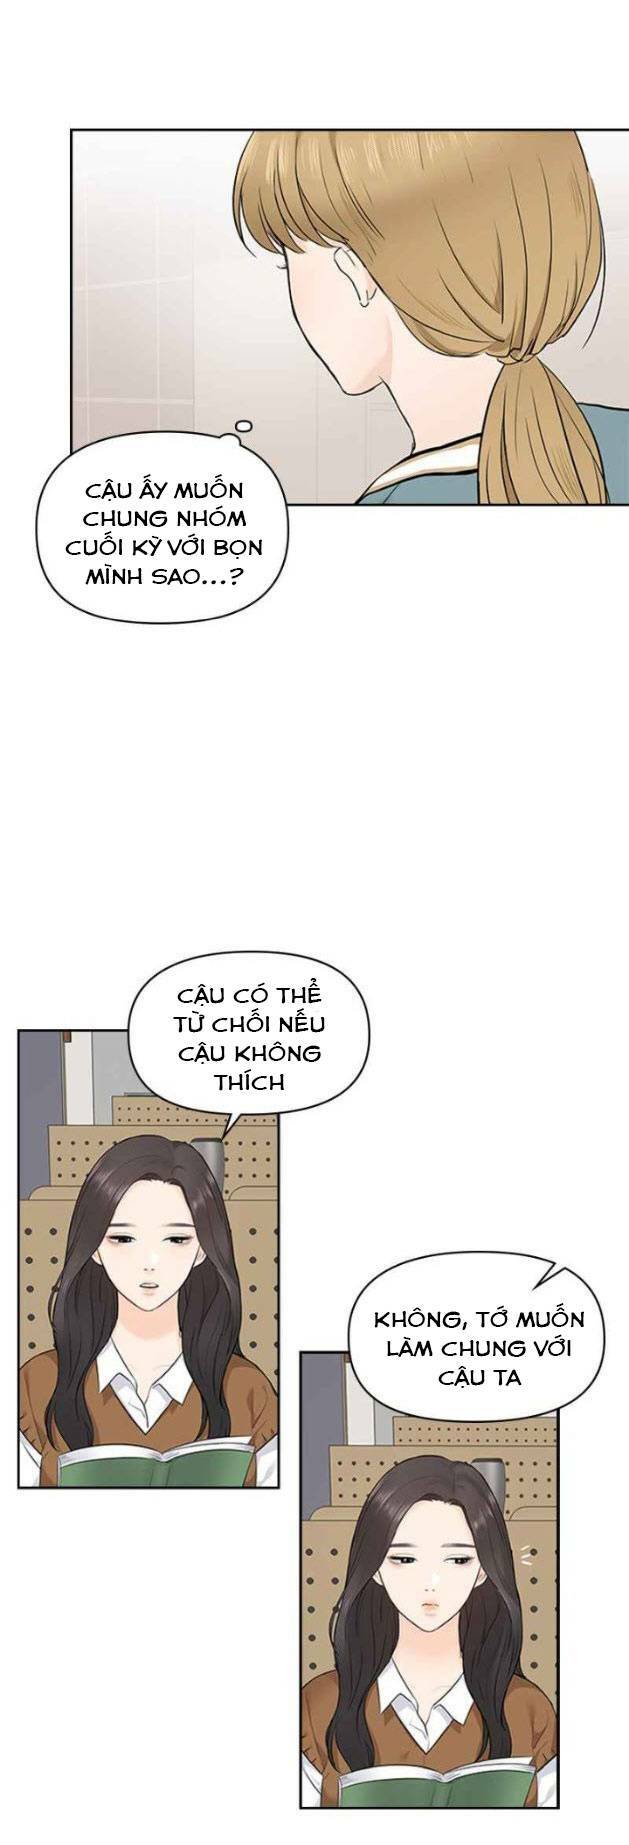 CẬU ẤY MUỐN
CHUNG NHÓM
CUỐI KỲ VỚI BỌN
MÌNH SAO...?
CẬU CÓ THỂ
TỪ CHỐI NẾU
CẬU KHÔNG
THÍCH
KHÔNG, TỚ MUỐN
LÀM CHUNG VỚI
CẬU TA